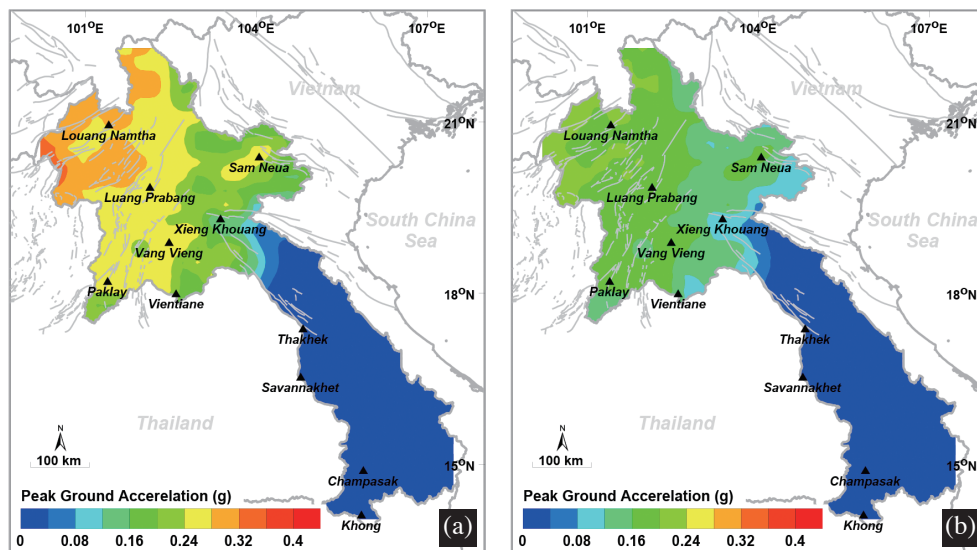 101°E
104°E
107°E
Vietnam
21°N
Louang Namtha
Sam Neua
Luang Prabang
Xieng Khouang
South China
Sea
Vang Vieng
Paklay
Vientiane
18°N
Thakhek
Savannakhet
Thailand
N
100 km
15°N
Champasak
Peak Ground Accerelation (g)
Khong
0 0.08 0.16 0.24 0.32 0.4
(a)
101°E
104°E
107°E
Vietnam
21°N
Louang Namtha
Sam Neua
Luang Prabang
Xieng Khouang
South China
Sea
Vang Vieng
Paklay
Vientiane
18°N
Thakhek
Savannakhet
Thailand
N
100 km
15°N
Champasak
Peak Ground Accerelation (g)
Khong
0 0.08 0.16 0.24 0.32 0.4
(b)